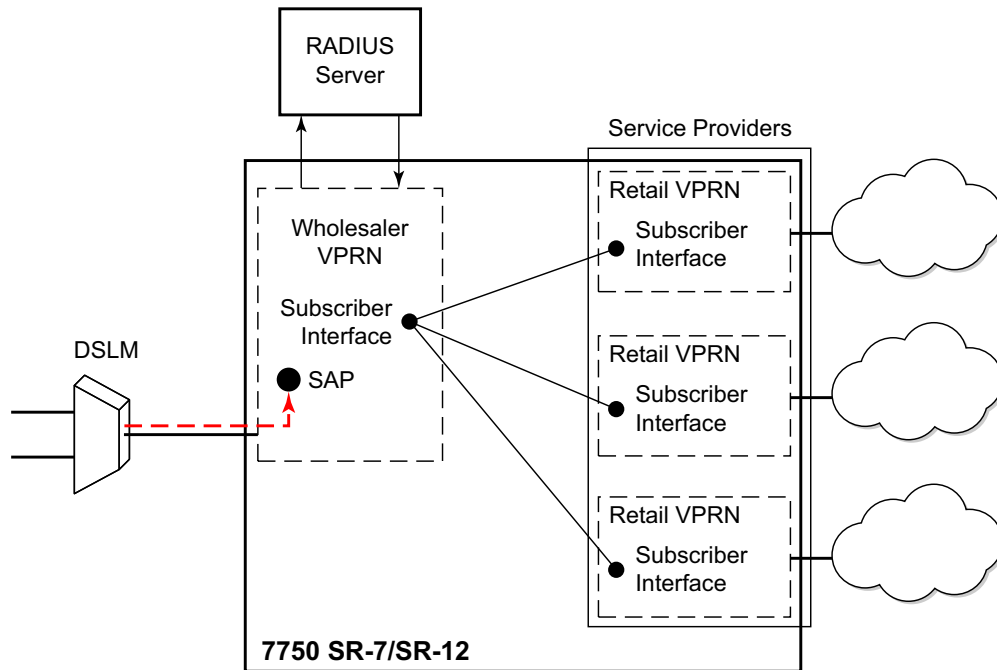 RADIUS
Server
Service Providers
Wholesaler
VPRN
Subscriber
Interface
SAP
DSLM
Retail VPRN
Subscriber
Interface
Retail VPRN
Subscriber
Interface
Retail VPRN
Subscriber
Interface
7750 SR-7/SR-12